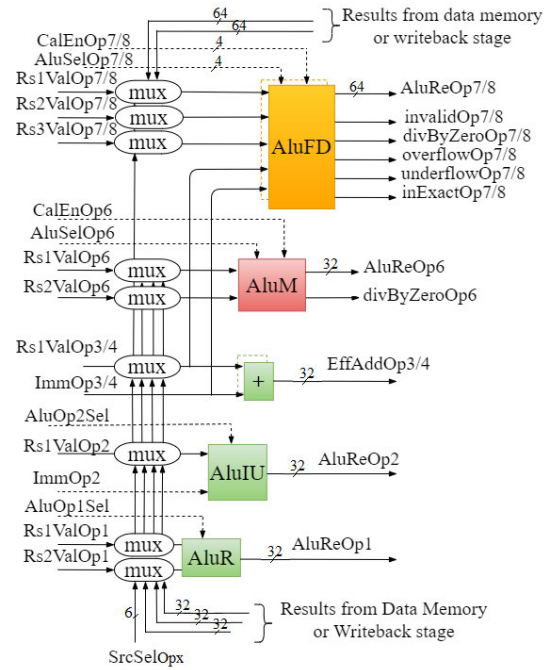 64
64
Results from data memory
or writeback stage
CalEnOp7/8
4
AluSelOp7/8
4
Rs1ValOp7/8
mux
64
AluReOp7/8
Rs2ValOp7/8
mux
invalidOp7/8
Rs3ValOp7/8
mux
AluFD
divByZeroOp7/8
overflowOp7/8
underflowOp7/8
inExactOp7/8
CalEnOp6
AluSelOp6
Rs1ValOp6
mux
32
AluReOp6
Rs2ValOp6
mux
AluM
divByZeroOp6
Rs1ValOp3/4
mux
EffAddOp3/4
ImmOp3/4
+
32
AluOp2Sel
Rs1ValOp2
mux
AluIU
32
AluReOp2
ImmOp2
AluOp1Sel
Rs1ValOp1
mux
AluReOp1
Rs2ValOp1
mux
AluR
32
6
32
32
32
Results from Data Memory
or Writeback stage
SrcSelOpx